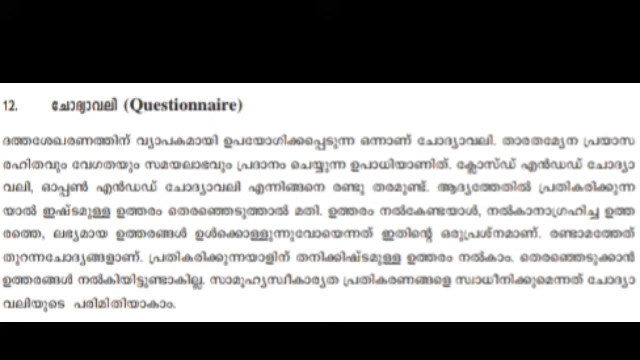 12. ചോദ്യാവലി (Questionnaire)
ദത്തശേഖരണത്തിന് വ്യാപകമായി ഉപയോഗിക്കപ്പെടുന്ന ഒന്നാണ് ചോദ്യാവലി. താരതമ്യേന പ്രയാസ
രഹിതവും വേഗതയും സമയലാഭവും പ്രദാനം ചെയ്യുന്ന ഉപാധിയാണിത്. ക്ലോസ്ഡ് എൻഡഡ് ചോദ്യാ
വലി, ഓപ്പൺ എൻഡഡ് ചോദ്യാവലി എന്നിങ്ങനെ രണ്ടു തരമുണ്ട്. ആദ്യത്തേതിൽ പ്രതികരിക്കുന്ന
യാൽ ഇഷ്ടമുള്ള ഉത്തരം തെരഞ്ഞെടുത്താൽ മതി. ഉത്തരം നൽകേണ്ടയാൾ, നൽകാനാഗ്രഹിച്ച ഉത്ത
രത്തെ, ലഭ്യമായ ഉത്തരങ്ങൾ ഉൾക്കൊള്ളുന്നുവോയെന്നത് ഇതിന്റെ ഒരുപ്രശ്നമാണ്. രണ്ടാമത്തേത്
തുറന്നചോദ്യങ്ങളാണ്. പ്രതികരിക്കുന്നയാളിന് തനിക്കിഷ്ടമുള്ള ഉത്തരം നൽകാം. തെരഞ്ഞെടുക്കാൻ
ഉത്തരങ്ങൾ നൽകിയിട്ടുണ്ടാകില്ല. സാമൂഹ്യസ്വീകാര്യത പ്രതികരണങ്ങളെ സ്വാധീനിക്കുമെന്നത് ചോദ്യാ
വലിയുടെ പരിമിതിയാകാം.